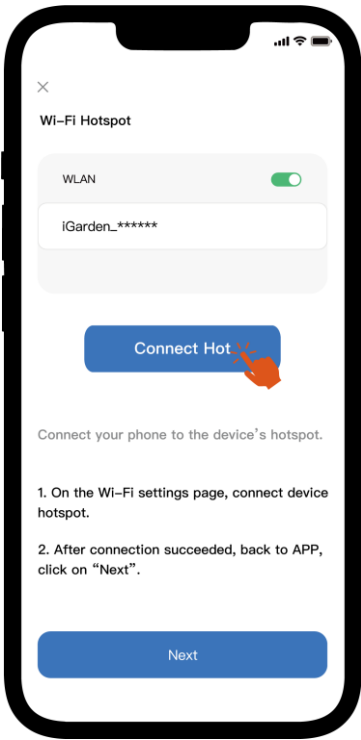 Wi-Fi Hotspot
WLAN
iGarden_******
Connect Hot
Connect your phone to the device's hotspot.
1. On the Wi-Fi settings page, connect device
hotspot.
2. After connection succeeded, back to APP,
click on “Next”.
Next